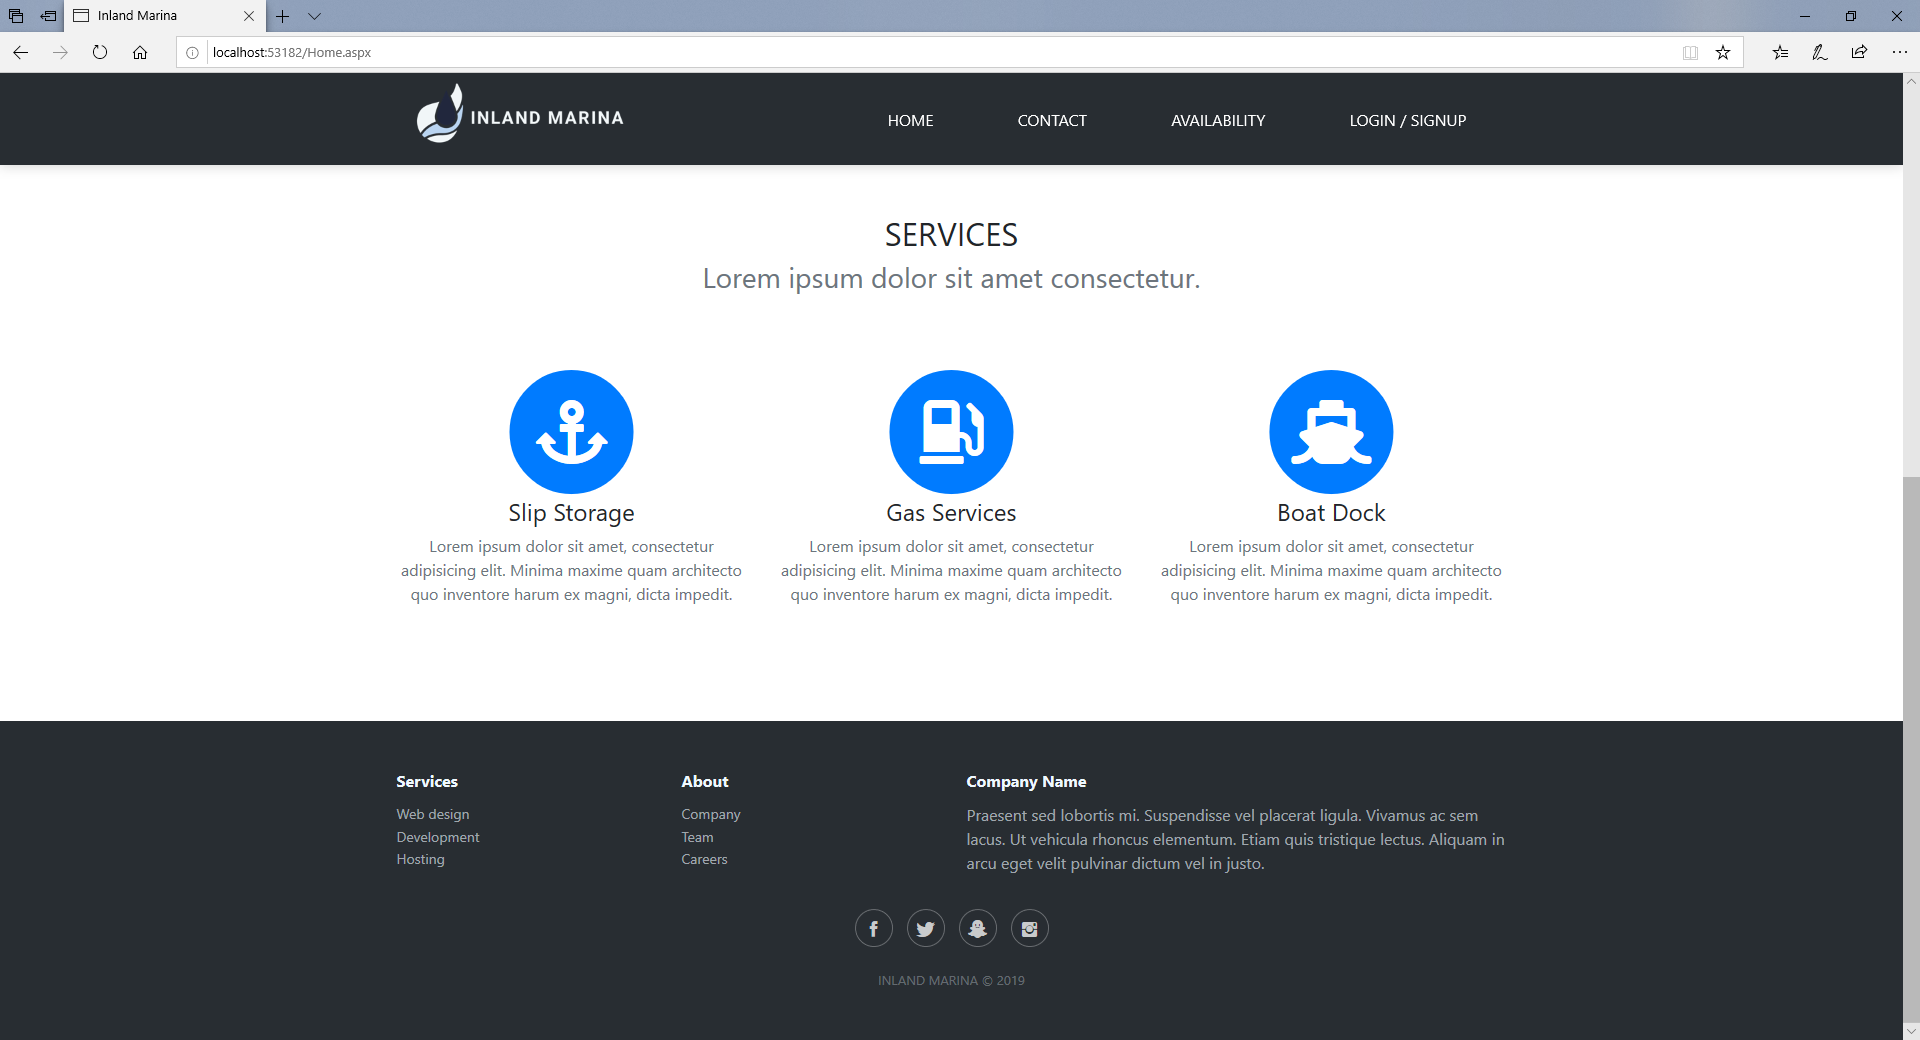 Inland Marina
localhost:53182/Home.aspx
INLAND MARINA
HOME
CONTACT
AVAILABILITY
LOGIN / SIGNUP
SERVICES
Lorem ipsum dolor sit amet consectetur.
Slip Storage
Lorem ipsum dolor sit amet, consectetur
adipisicing elit. Minima maxime quam architecto
quo inventore harum ex magni, dicta impedit.
Gas Services
Lorem ipsum dolor sit amet, consectetur
adipisicing elit. Minima maxime quam architecto
quo inventore harum ex magni, dicta impedit.
Boat Dock
Lorem ipsum dolor sit amet, consectetur
adipisicing elit. Minima maxime quam architecto
quo inventore harum ex magni, dicta impedit.
Services
Web design
Development
Hosting
About
Company
Team
Careers
Company Name
Praesent sed lobortis mi. Suspendisse vel placerat ligula. Vivamus ac sem
lacus. Ut vehicula rhoncus elementum. Etiam quis tristique lectus. Aliquam in
arcu eget velit pulvinar dictum vel in justo.
INLAND MARINA © 2019